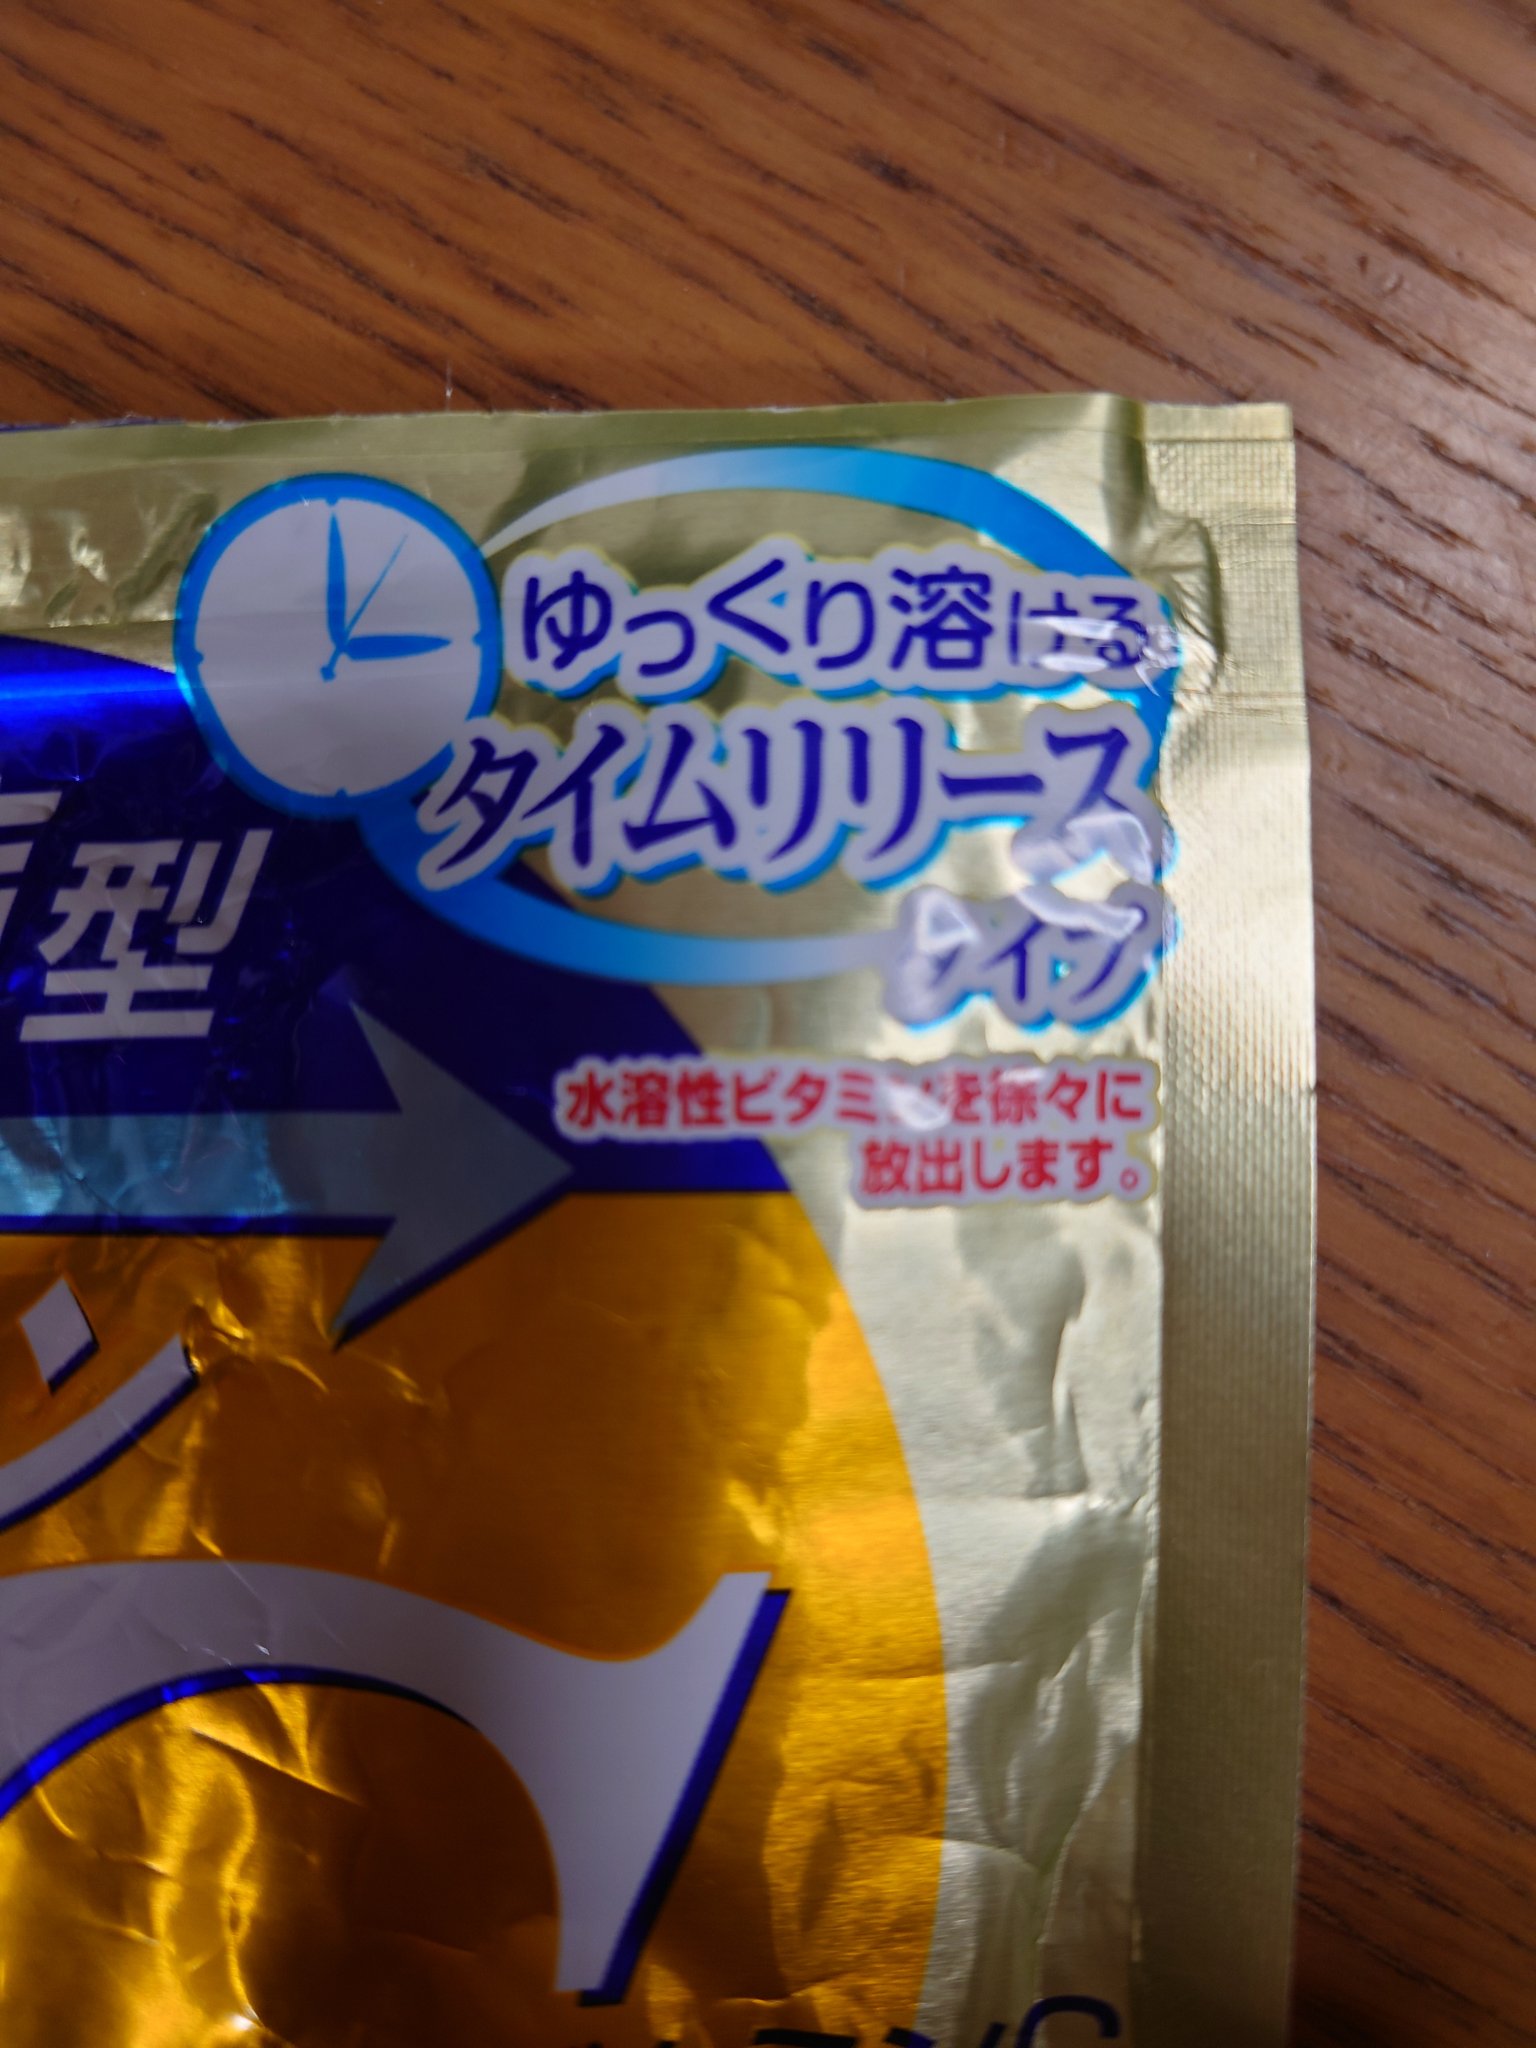 ゆっくり溶ける
タイムリリース
タイプ
型
水溶性ビタミンを徐々に
放出します。